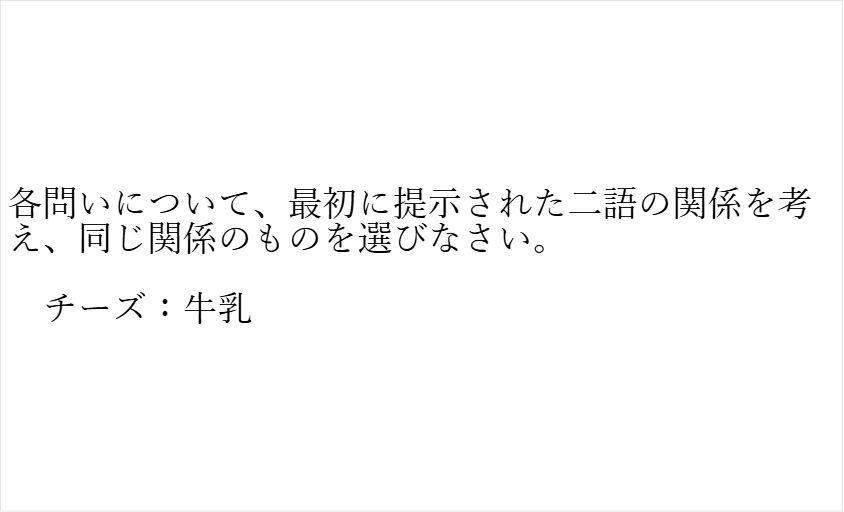 各問いについて、最初に提示された二語の関係を考
え、同じ関係のものを選びなさい。
チーズ：牛乳